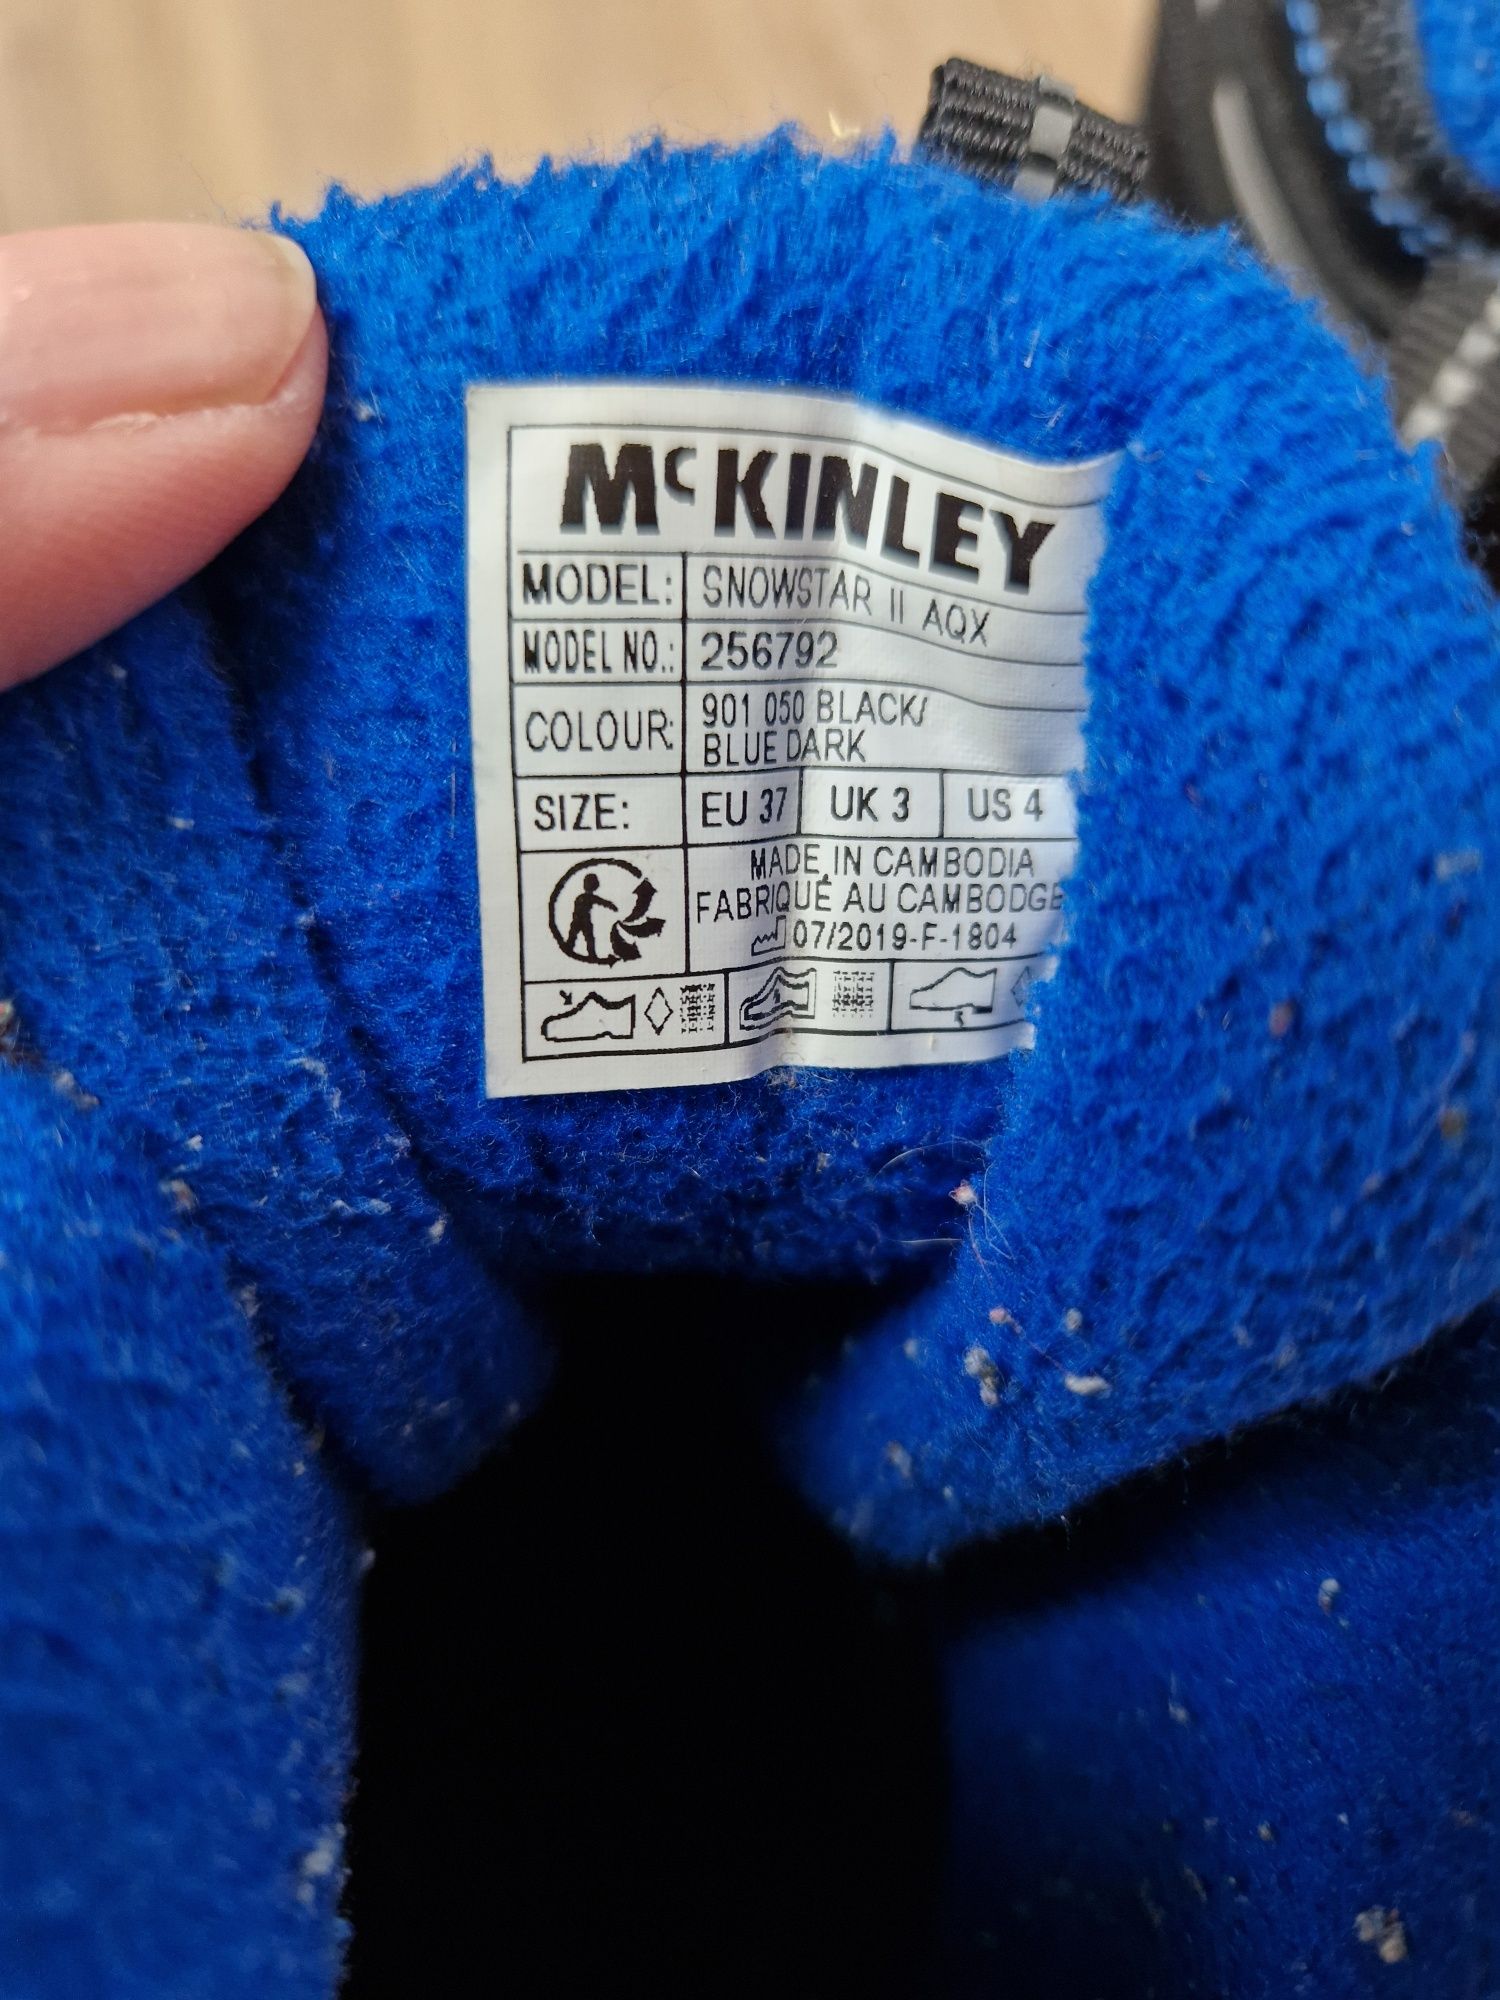 McKINLEY
MODEL: SNOWSTAR II AQX
MODEL NO.: 256792
COLOUR: 901 050 BLACK/
BLUE DARK
SIZE: EU 37 UK 3 US 4
MADE IN CAMBODIA
FABRIQUÉ AU CAMBODGE
07/2019-F-1804